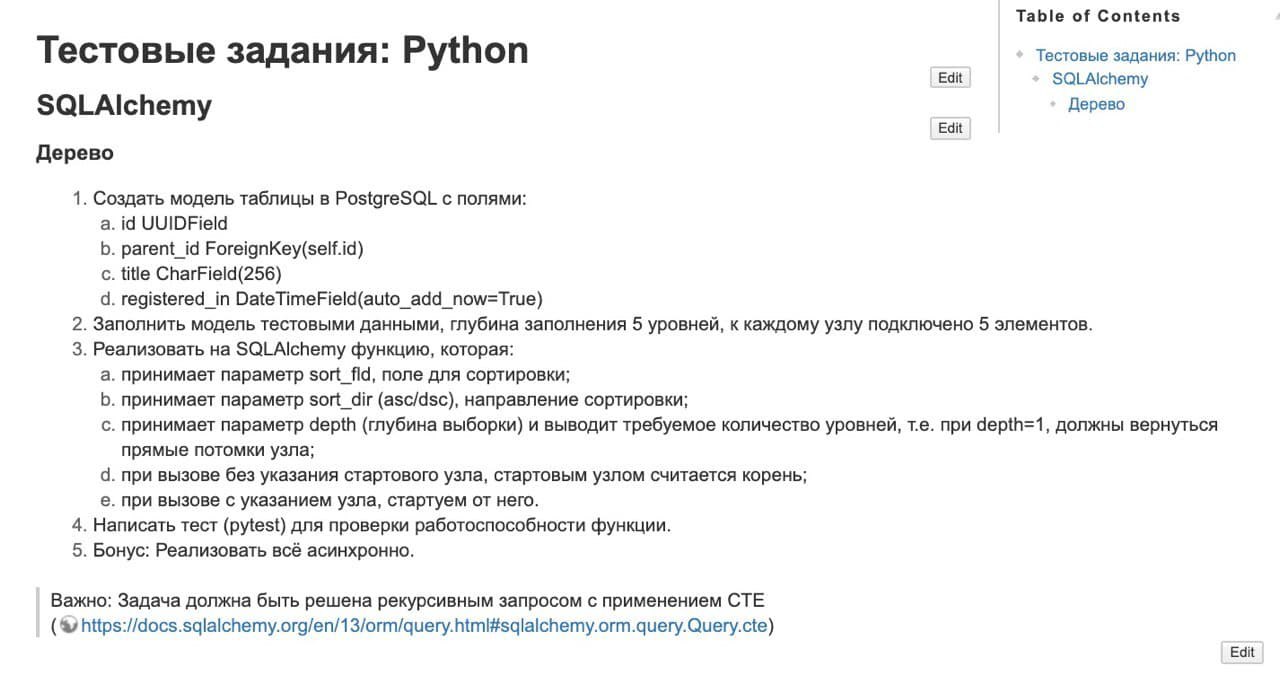 Тестовые задания: Python
Edit
SQLAlchemy
Edit
Дерево
1. Создать модель таблицы в PostgreSQL с полями:
a. id UUIDField
b. parent_id ForeignKey(self.id)
c. title CharField(256)
d. registered_in DateTimeField(auto_add_now=True)
2. Заполнить модель тестовыми данными, глубина заполнения 5 уровней, к каждому узлу подключено 5 элементов.
3. Реализовать на SQLAlchemy функцию, которая:
a. принимает параметр sort_fld, поле для сортировки;
b. принимает параметр sort_dir (asc/dsc), направление сортировки;
c. принимает параметр depth (глубина выборки) и выводит требуемое количество уровней, т.е. при depth=1, должны вернуться
прямые потомки узла;
d. при вызове без указания стартового узла, стартовым узлом считается корень;
e. при вызове с указанием узла, стартуем от него.
4. Написать тест (pytest) для проверки работоспособности функции.
5. Бонус: Реализовать всё асинхронно.
Важно: Задача должна быть решена рекурсивным запросом с применением CTE
(https://docs.sqlalchemy.org/en/13/orm/query.html#sqlalchemy.orm.query.Query.cte)
Edit
Table of Contents
Тестовые задания: Python
SQLAlchemy
Дерево